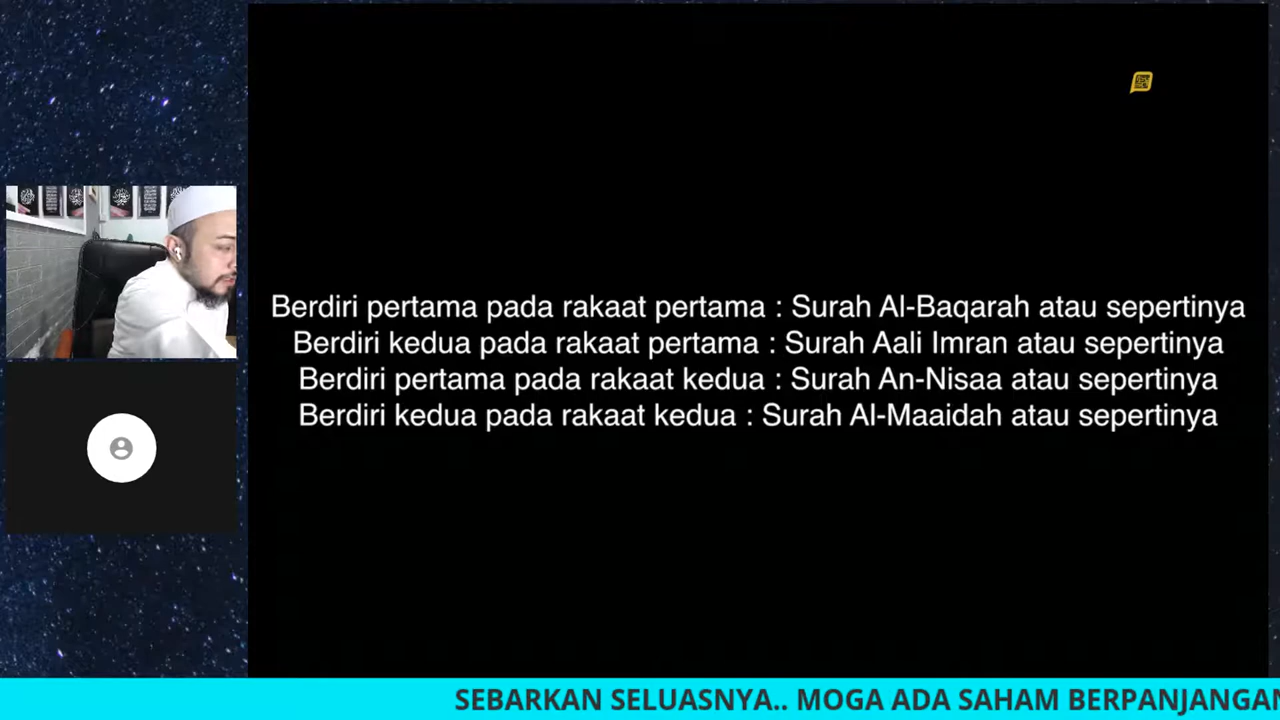 Berdiri pertama pada rakaat pertama : Surah Al-Baqarah atau sepertinya
Berdiri kedua pada rakaat pertama : Surah Aali Imran atau sepertinya
Berdiri pertama pada rakaat kedua : Surah An-Nisaa atau sepertinya
Berdiri kedua pada rakaat kedua : Surah Al-Maaidah atau sepertinya
SEBARKAN SELUASNYA.. MOGA ADA SAHAM BERPANJANGAN